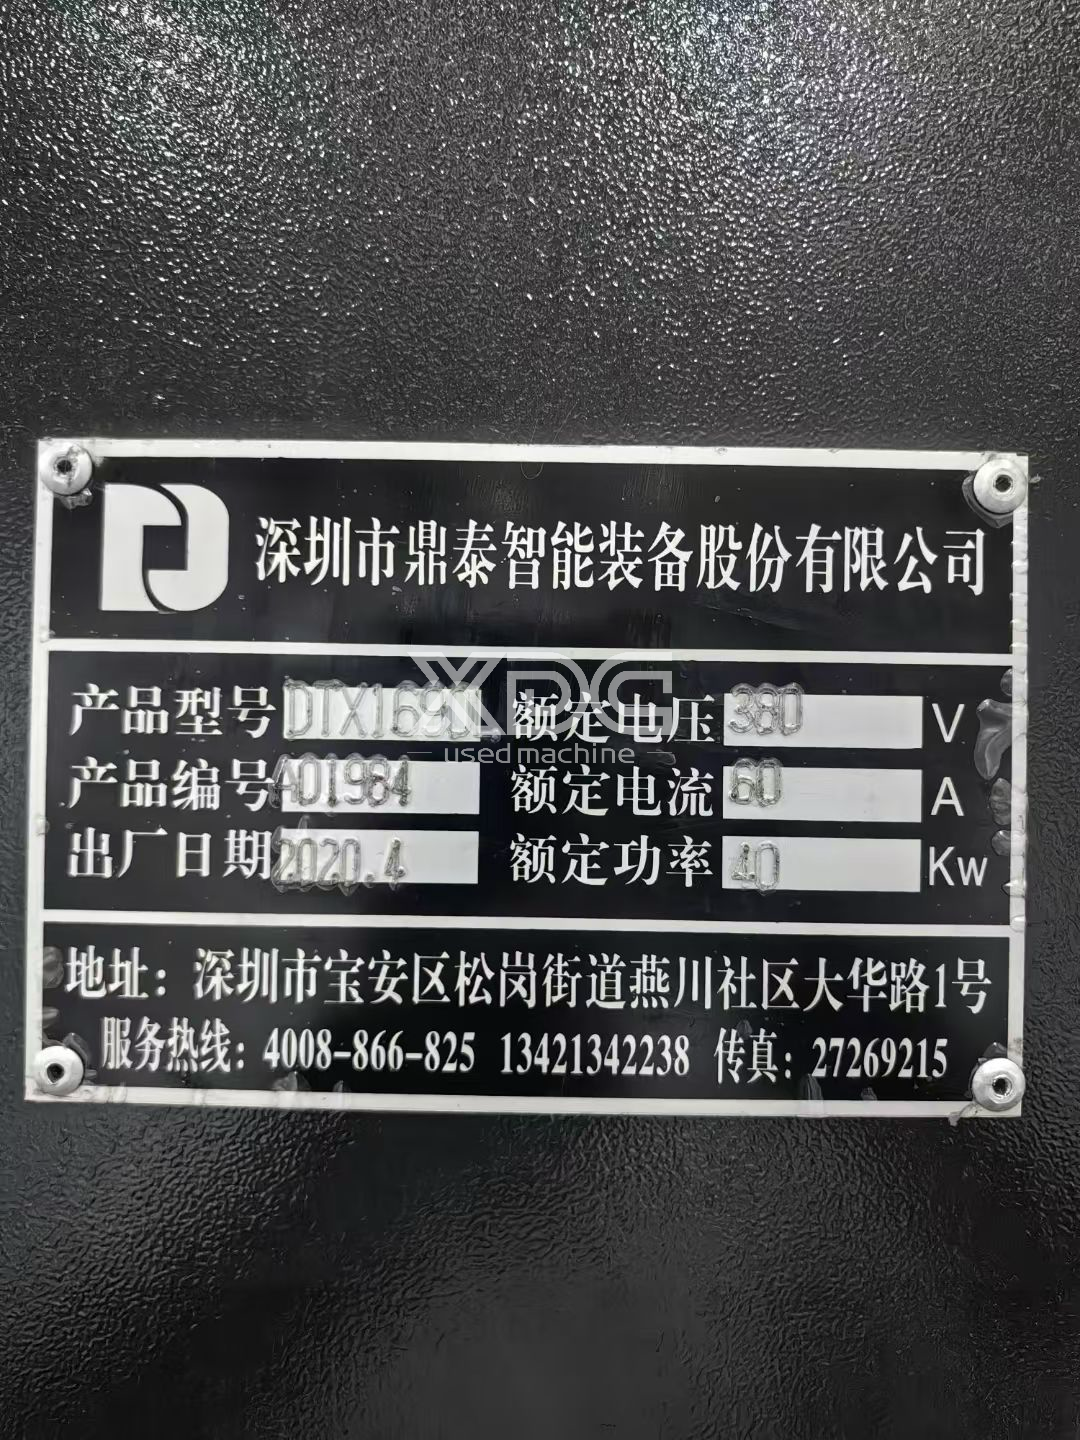 深圳市鼎泰智能装备股份有限公司
产品型号 额定电压 380 V
XDG
used machine
产品编号 AD1984 额定电流 60 A
出厂日期 2020.4 额定功率 40 Kw
地址：深圳市宝安区松岗街道燕川社区大华路1号
服务热线：4008-866-825 13421342238 传真：27269215